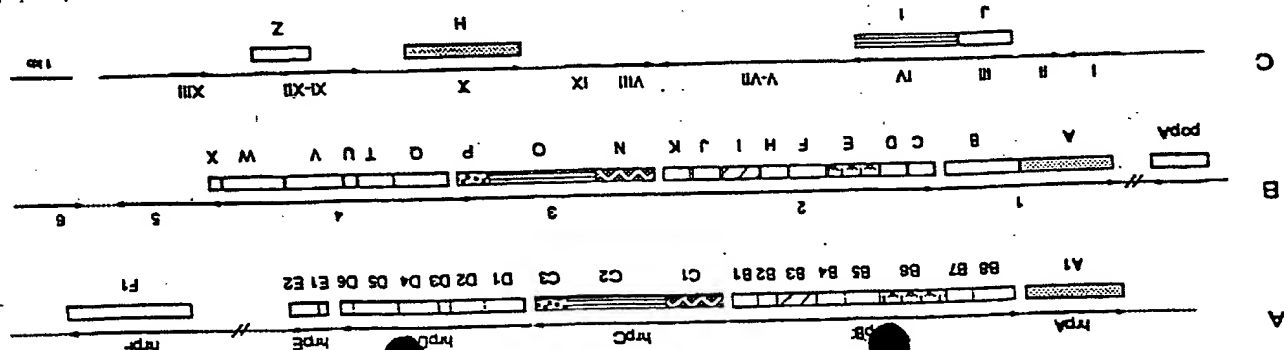 hrpA hrpC hrpD hrpE hrpF
A
A1 B8 B7 B6 B5 B4 B3 B2 B1 C1 C2 C3 D1 D2 D3 D4 D5 D6 E1 E2 F1
1 2 3 4 5 6
B
popA A B C D E F H I J K N O P Q T U V W X
I II III IV V-VII VIII IX X XI-XII XIII
C 1 kb
J I H Z